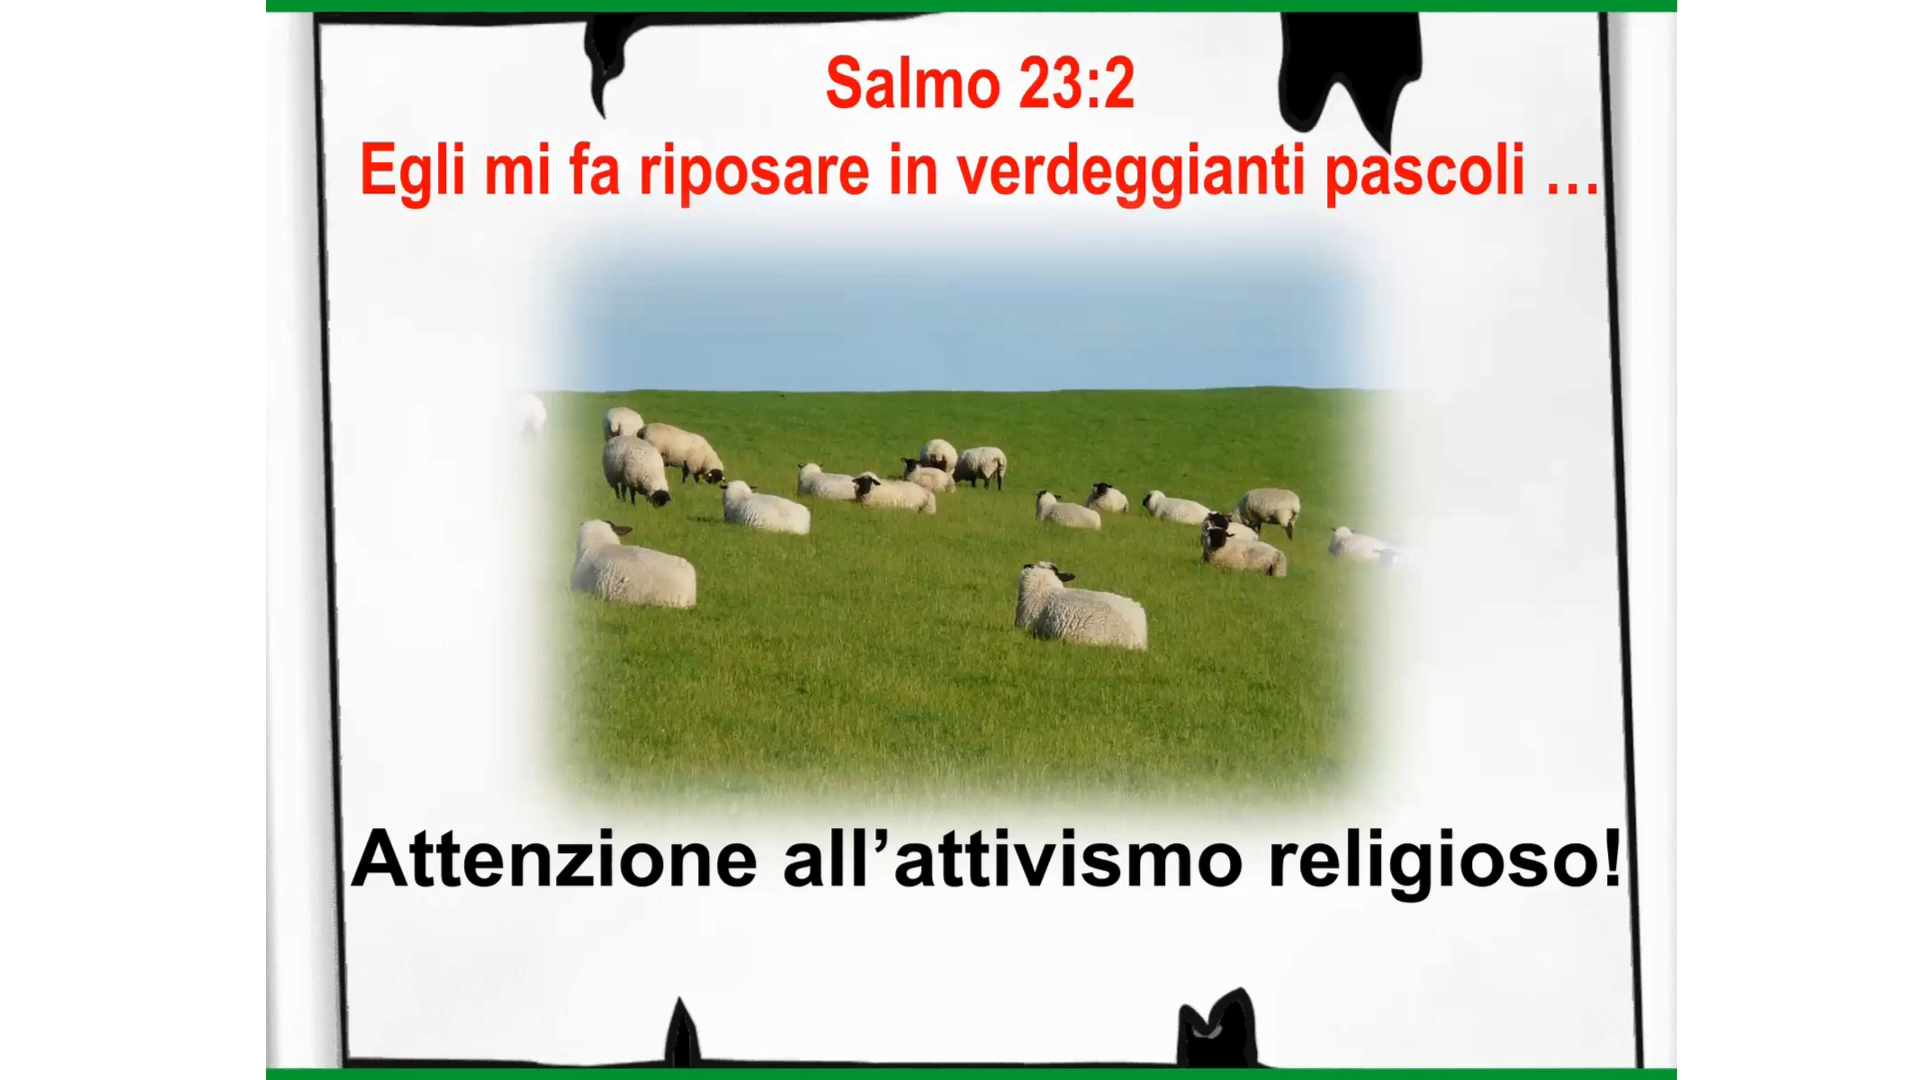 Salmo 23:2
Egli mi fa riposare in verdeggianti pascoli …
Attenzione all’attivismo religioso!